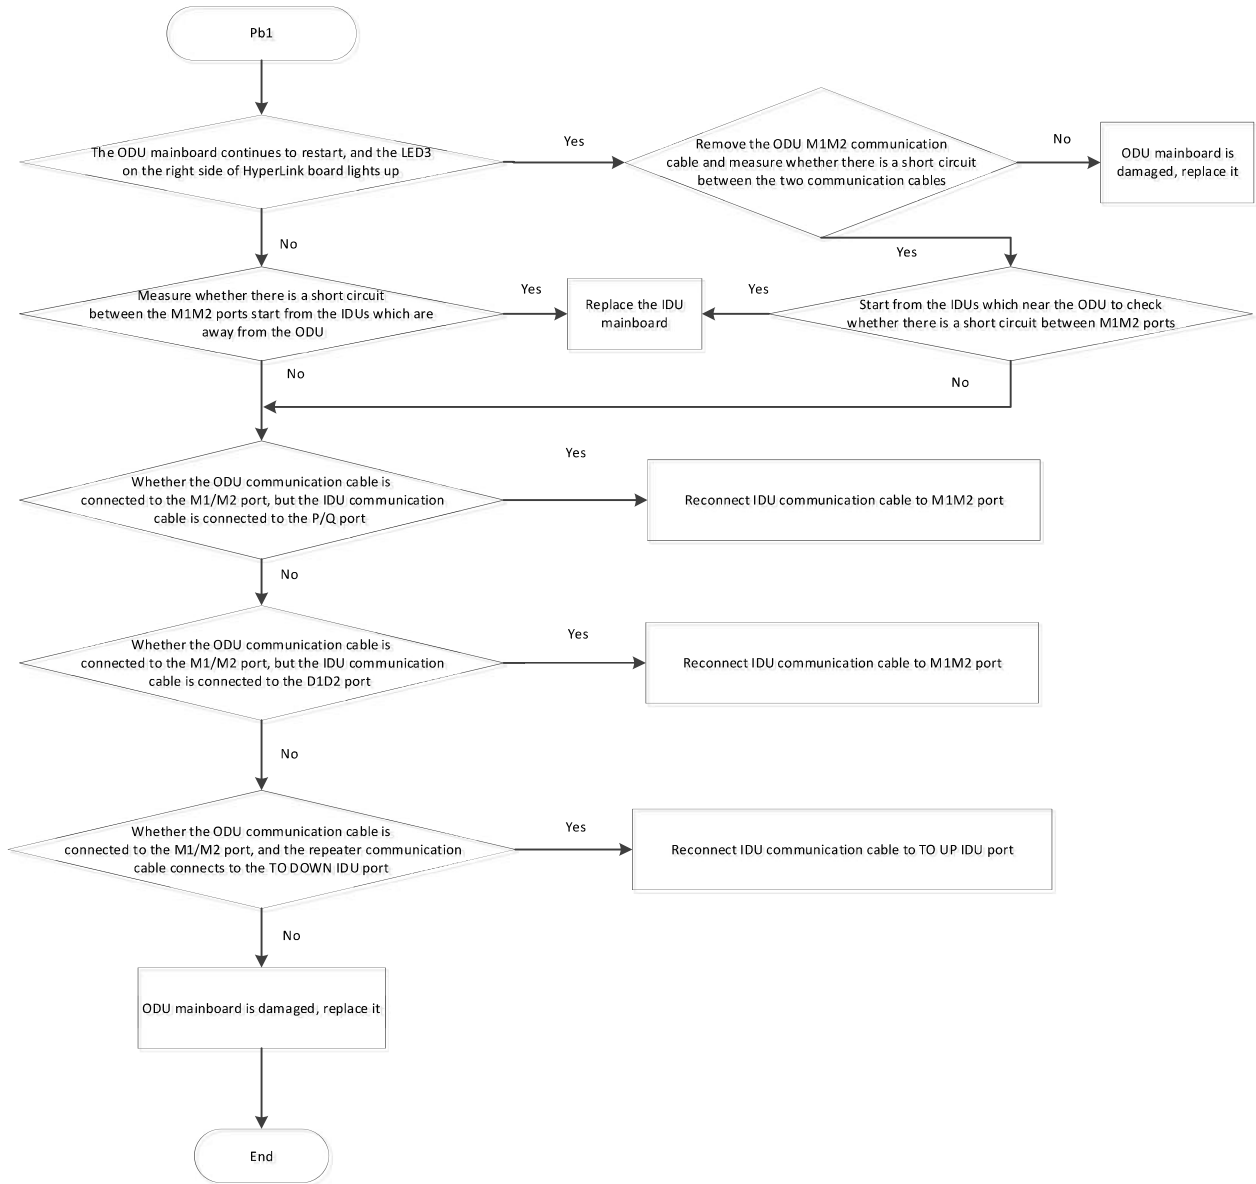 Pb1
The ODU mainboard continues to restart, and the LED3
on the right side of HyperLink board lights up
Yes
Remove the ODU M1M2 communication
cable and measure whether there is a short circuit
between the two communication cables
No
ODU mainboard is
damaged, replace it
No
Yes
Measure whether there is a short circuit
between the M1M2 ports start from the IDUs which are
away from the ODU
Yes
Replace the IDU
mainboard
Yes
Start from the IDUs which near the ODU to check
whether there is a short circuit between M1M2 ports
No
No
Whether the ODU communication cable is
connected to the M1/M2 port, but the IDU communication
cable is connected to the P/Q port
Yes
Reconnect IDU communication cable to M1M2 port
No
Whether the ODU communication cable is
connected to the M1/M2 port, but the IDU communication
cable is connected to the D1D2 port
Yes
Reconnect IDU communication cable to M1M2 port
No
Whether the ODU communication cable is
connected to the M1/M2 port, and the repeater communication
cable connects to the TO DOWN IDU port
Yes
Reconnect IDU communication cable to TO UP IDU port
No
ODU mainboard is damaged, replace it
End